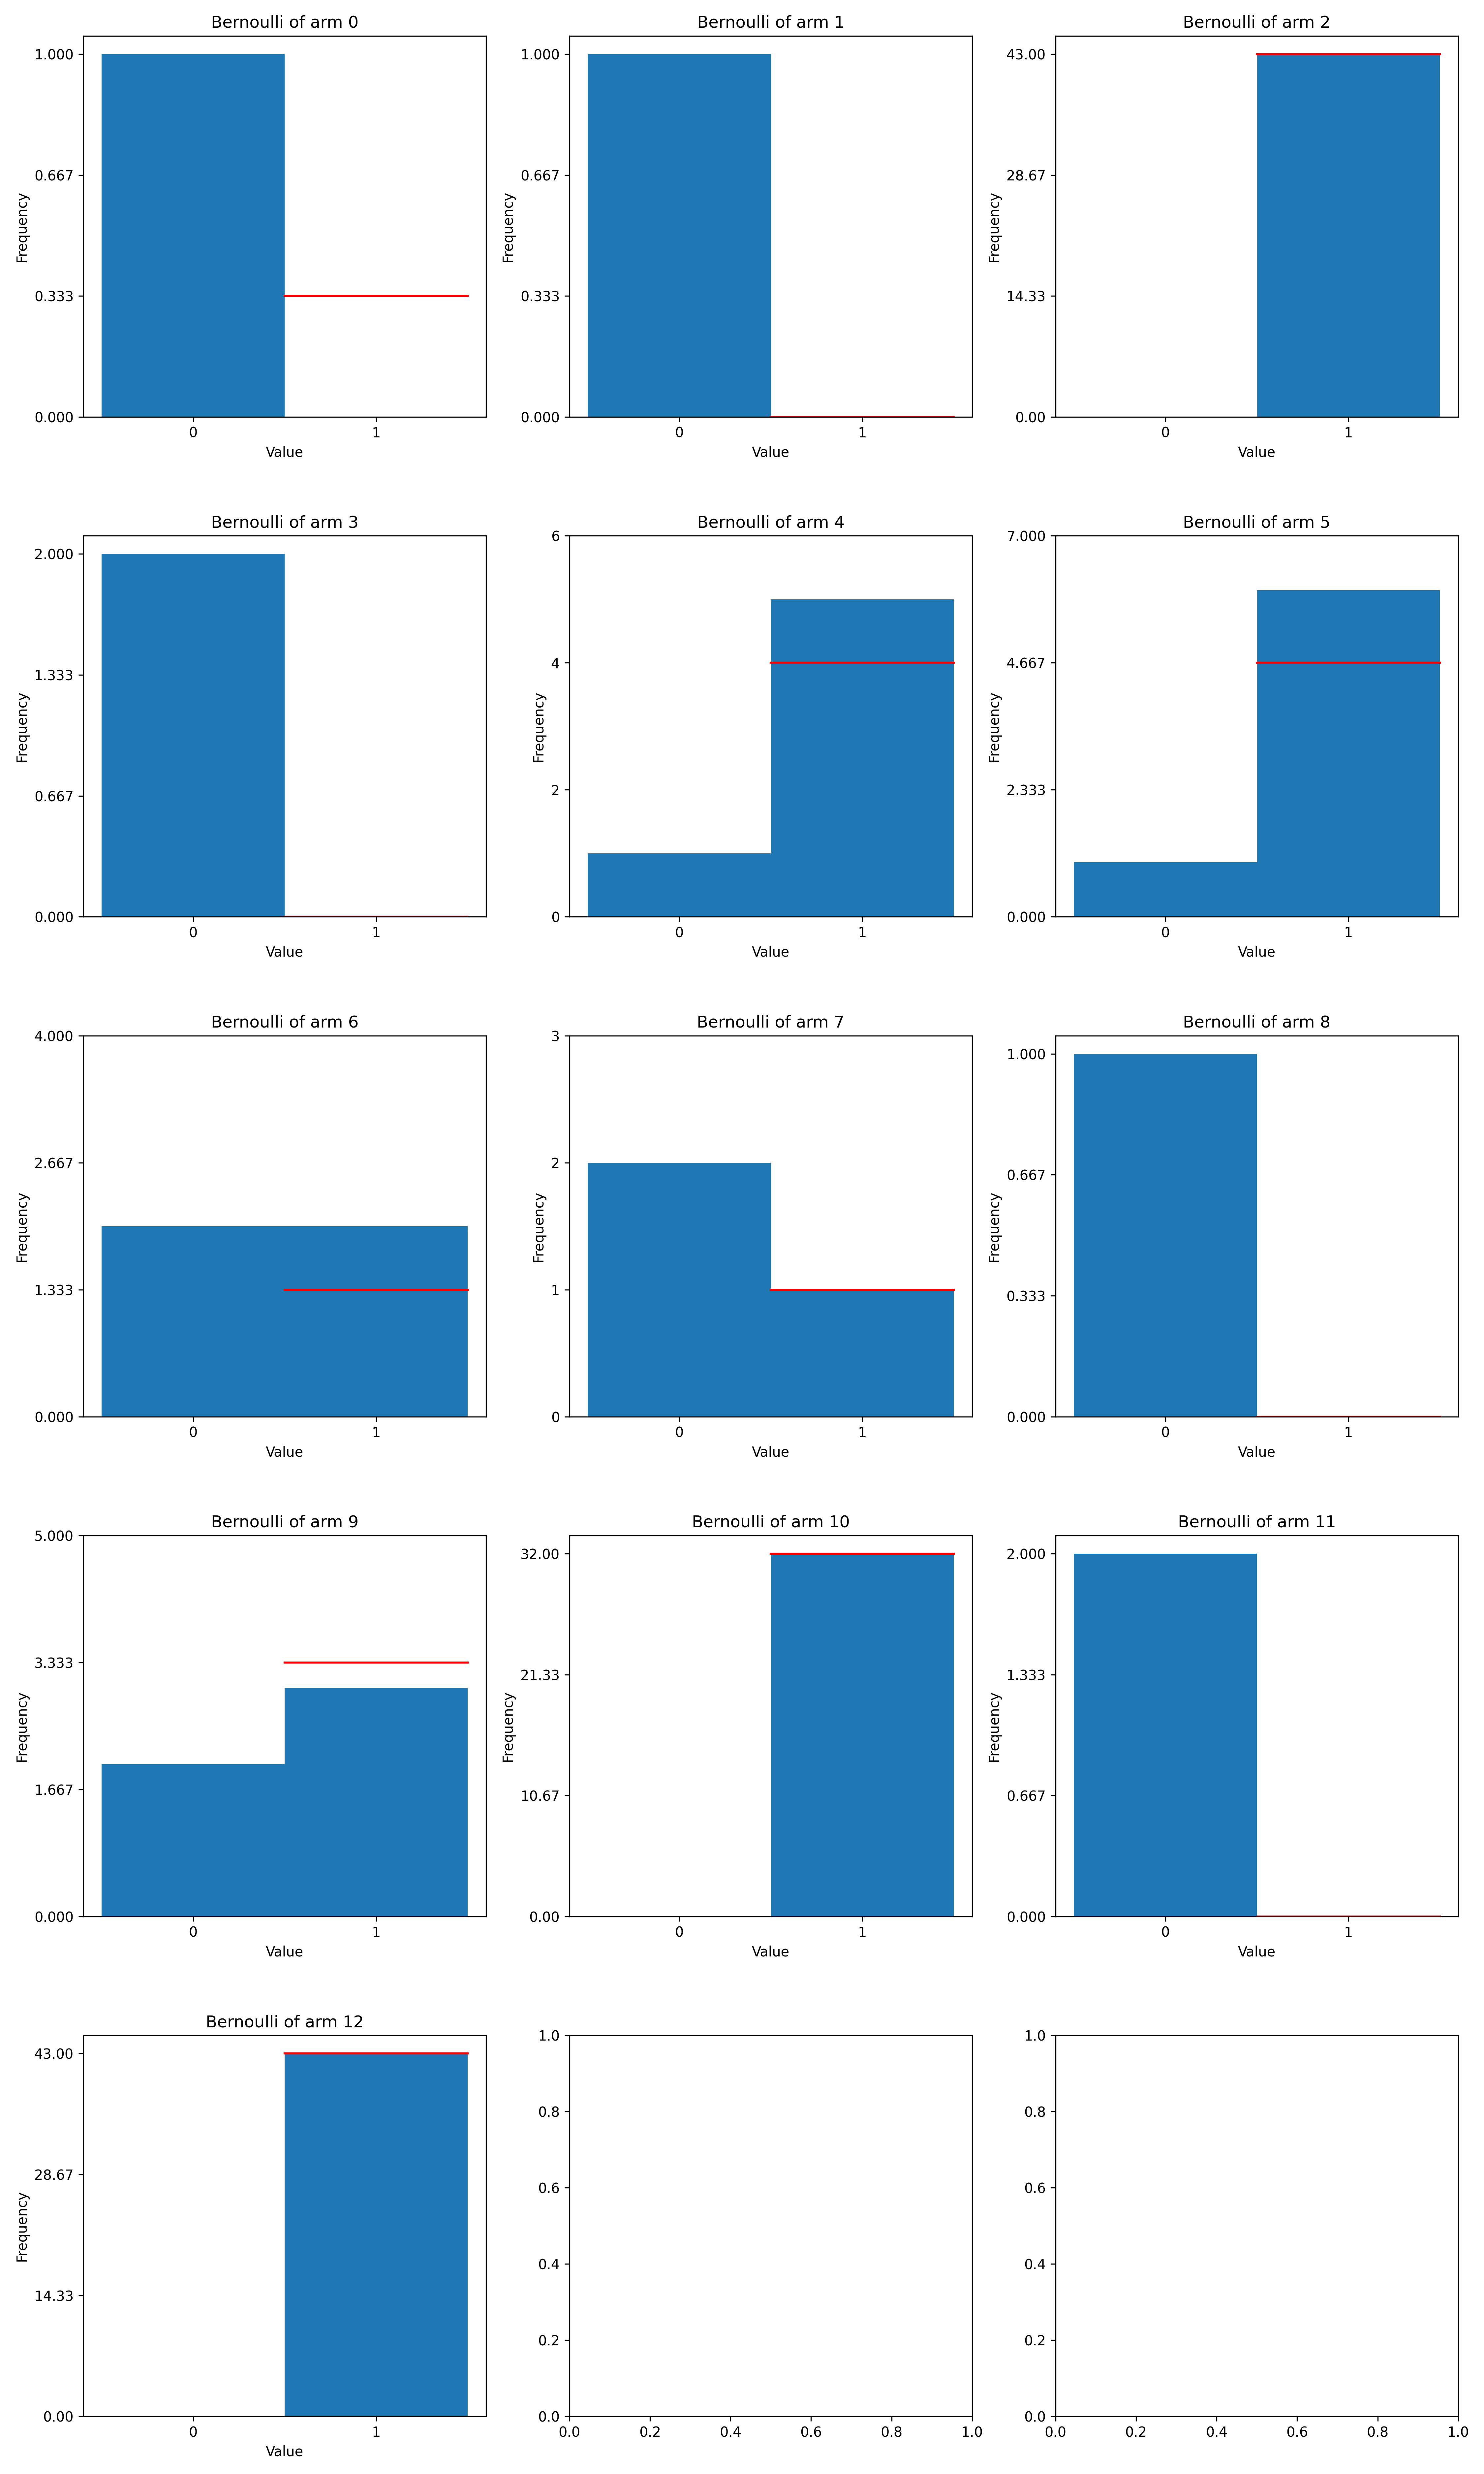 Bernoulli of arm 0
1.000
0.667
0.333
0.000
Frequency
0 1
Value
Bernoulli of arm 1
1.000
0.667
0.333
0.000
Frequency
0 1
Value
Bernoulli of arm 2
43.00
28.67
14.33
0.00
Frequency
0 1
Value
Bernoulli of arm 3
2.000
1.333
0.667
0.000
Frequency
0 1
Value
Bernoulli of arm 4
6
4
2
0
Frequency
0 1
Value
Bernoulli of arm 5
7.000
4.667
2.333
0.000
Frequency
0 1
Value
Bernoulli of arm 6
4.000
2.667
1.333
0.000
Frequency
0 1
Value
Bernoulli of arm 7
3
2
1
0
Frequency
0 1
Value
Bernoulli of arm 8
1.000
0.667
0.333
0.000
Frequency
0 1
Value
Bernoulli of arm 9
5.000
3.333
1.667
0.000
Frequency
0 1
Value
Bernoulli of arm 10
32.00
21.33
10.67
0.00
Frequency
0 1
Value
Bernoulli of arm 11
2.000
1.333
0.667
0.000
Frequency
0 1
Value
Bernoulli of arm 12
43.00
28.67
14.33
0.00
Frequency
0 1
Value
1.0
0.8
0.6
0.4
0.2
0.0
0.0 0.2 0.4 0.6 0.8 1.0
1.0
0.8
0.6
0.4
0.2
0.0
0.0 0.2 0.4 0.6 0.8 1.0